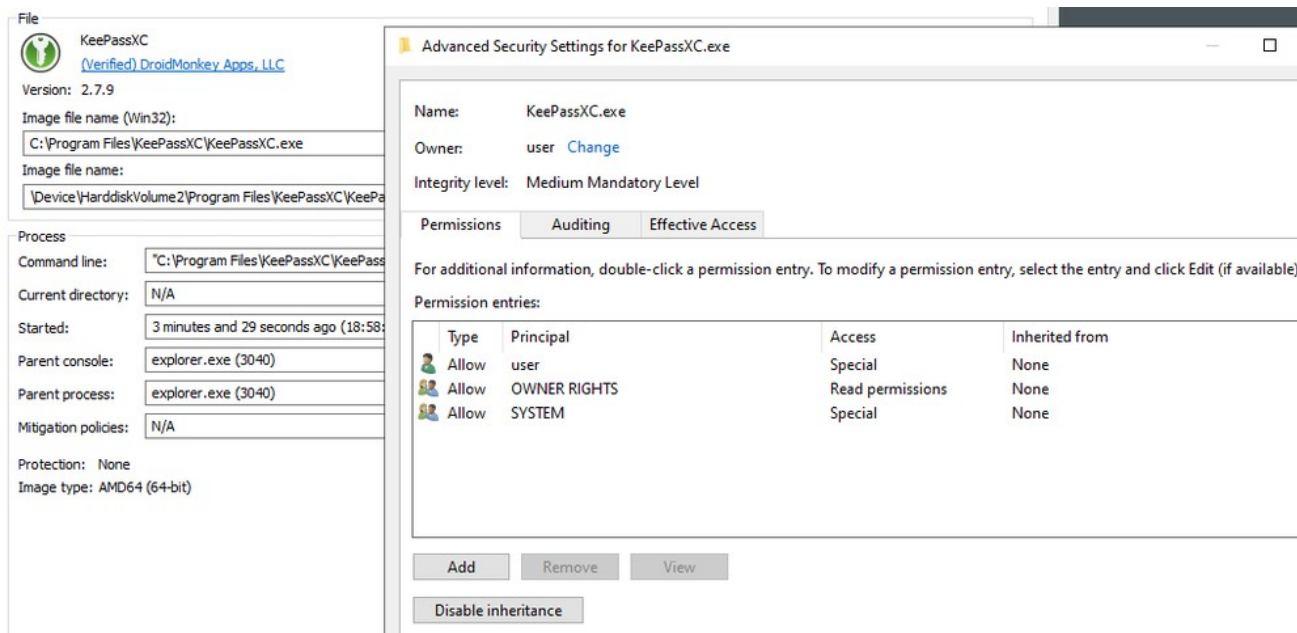 File
KeePassXC
(Verified) DroidMonkey Apps, LLC
Version: 2.7.9
Image file name (Win32):
C:\Program Files\KeePassXC\KeePassXC.exe
Image file name:
\Device\HarddiskVolume2\Program Files\KeePassXC\KeePa
Process
Command line: "C:\Program Files\KeePassXC\KeePass
Current directory: N/A
Started: 3 minutes and 29 seconds ago (18:58:
Parent console: explorer.exe (3040)
Parent process: explorer.exe (3040)
Mitigation policies: N/A
Protection: None
Image type: AMD64 (64-bit)
Advanced Security Settings for KeePassXC.exe
Name: KeePassXC.exe
Owner: user Change
Integrity level: Medium Mandatory Level
Permissions Auditing Effective Access
For additional information, double-click a permission entry. To modify a permission entry, select the entry and click Edit (if available)
Permission entries:
Type Principal Access Inherited from
Allow user Special None
Allow OWNER RIGHTS Read permissions None
Allow SYSTEM Special None
Add Remove View
Disable inheritance